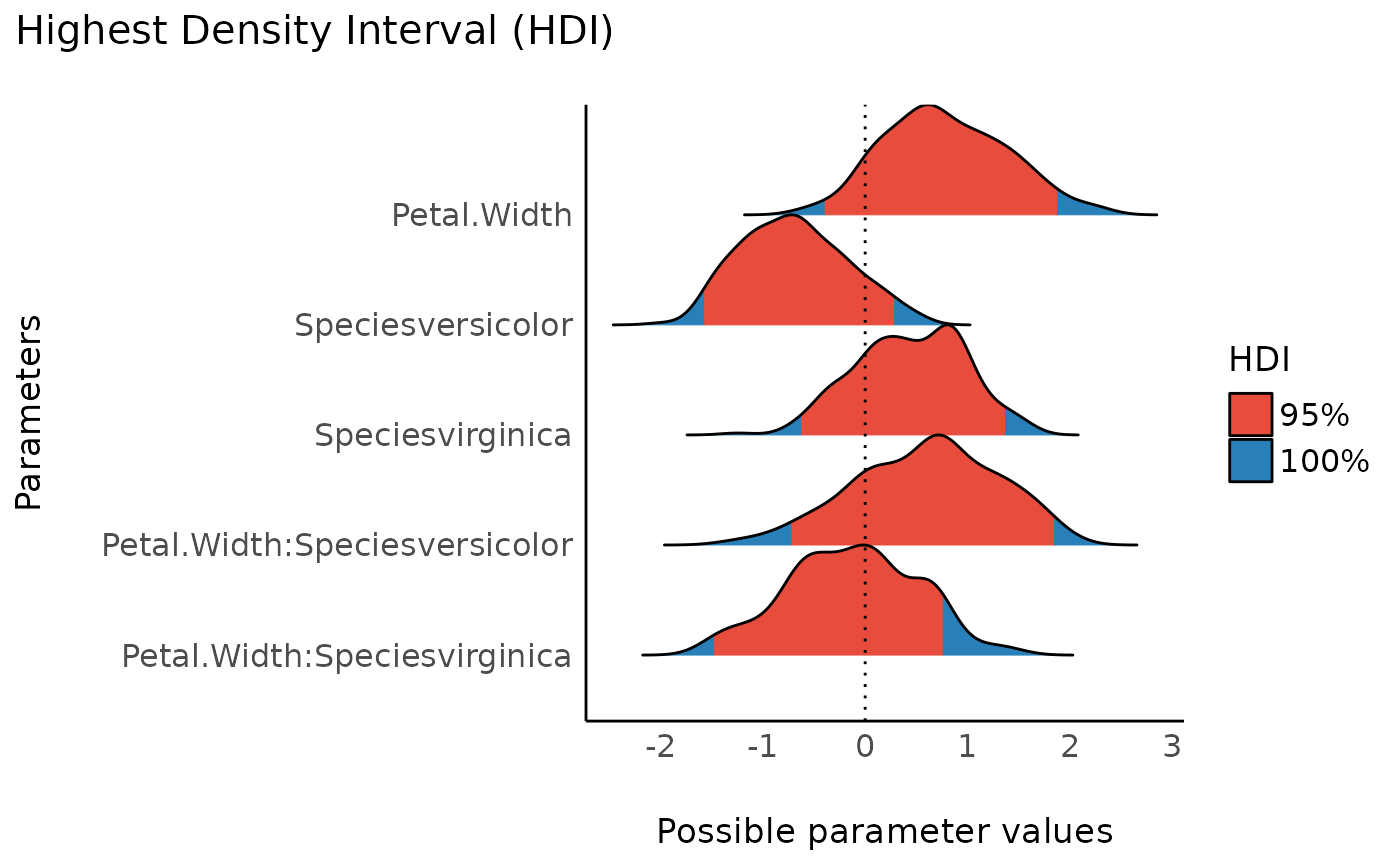 Highest Density Interval (HDI)
Parameters
Petal.Width
Speciesversicolor
Speciesvirginica
Petal.Width:Speciesversicolor
Petal.Width:Speciesvirginica
-2 -1 0 1 2 3
Possible parameter values
HDI
95%
100%